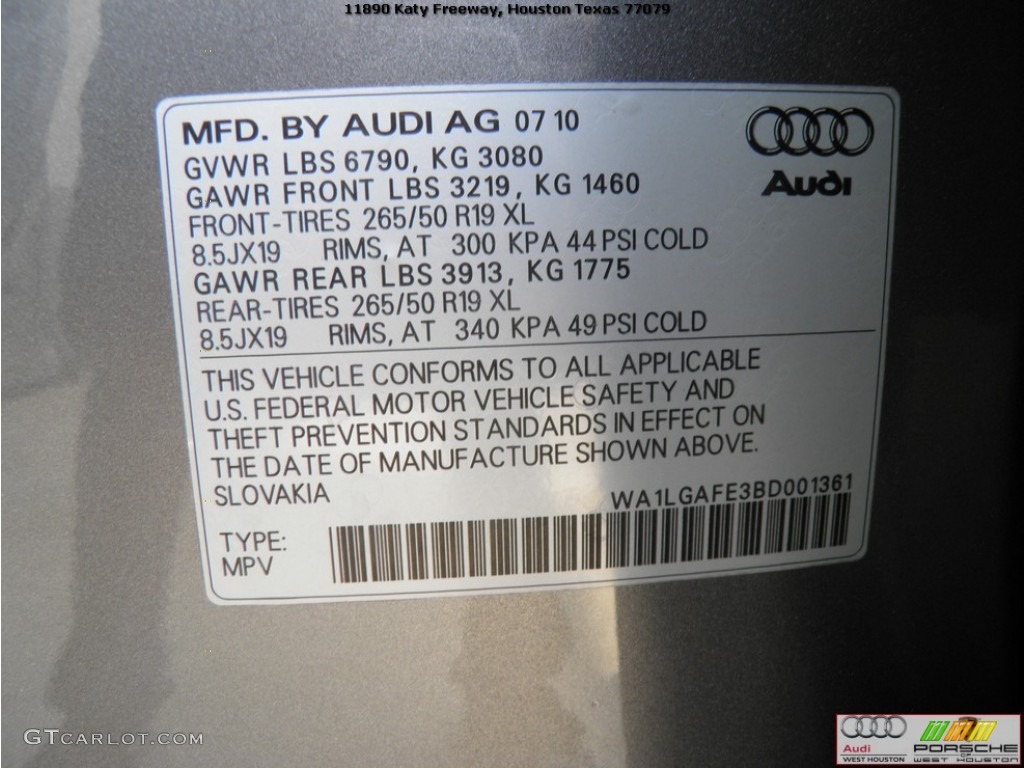 11890 Katy Freeway, Houston Texas 77079
MFD. BY AUDI AG 07 10
GVWR LBS 6790, KG 3080
GAWR FRONT LBS 3219, KG 1460
FRONT-TIRES 265/50 R19 XL
8.5JX19 RIMS, AT 300 KPA 44 PSI COLD
GAWR REAR LBS 3913, KG 1775
REAR-TIRES 265/50 R19 XL
8.5JX19 RIMS, AT 340 KPA 49 PSI COLD
Audi
THIS VEHICLE CONFORMS TO ALL APPLICABLE
U.S. FEDERAL MOTOR VEHICLE SAFETY AND
THEFT PREVENTION STANDARDS IN EFFECT ON
THE DATE OF MANUFACTURE SHOWN ABOVE.
SLOVAKIA WA1LGAFE3BD001361
TYPE:
MPV
GTCARLOT.COM
Audi
WEST HOUSTON
PORSCHE
OF WEST HOUSTON